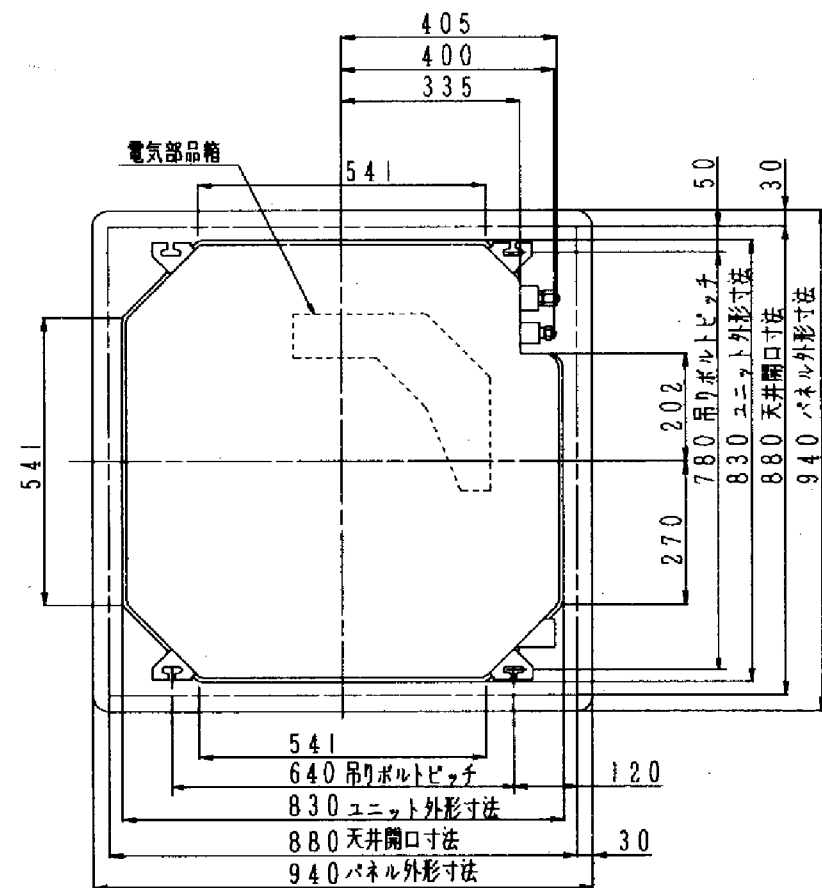 405
400
335
電気部品箱
541
50
30
541
202
270
780 吊りボルトピッチ
830 ユニット外形寸法
880 天井開口寸法
940 パネル外形寸法
541
640 吊りボルトピッチ
120
830 ユニット外形寸法
880 天井開口寸法
30
940 パネル外形寸法